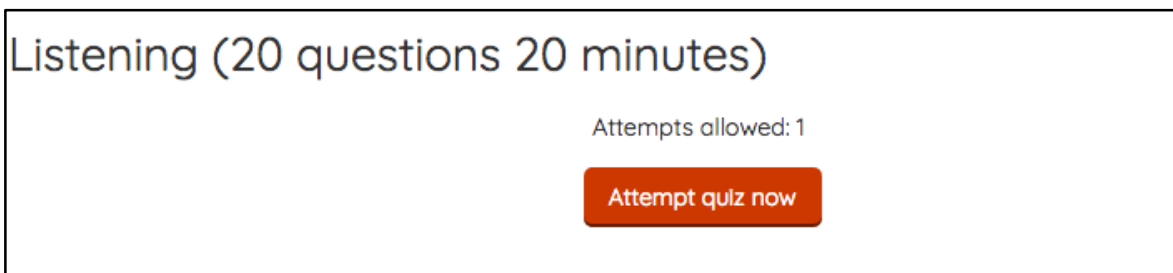 Listening (20 questions 20 minutes)
Attempts allowed: 1
Attempt quiz now